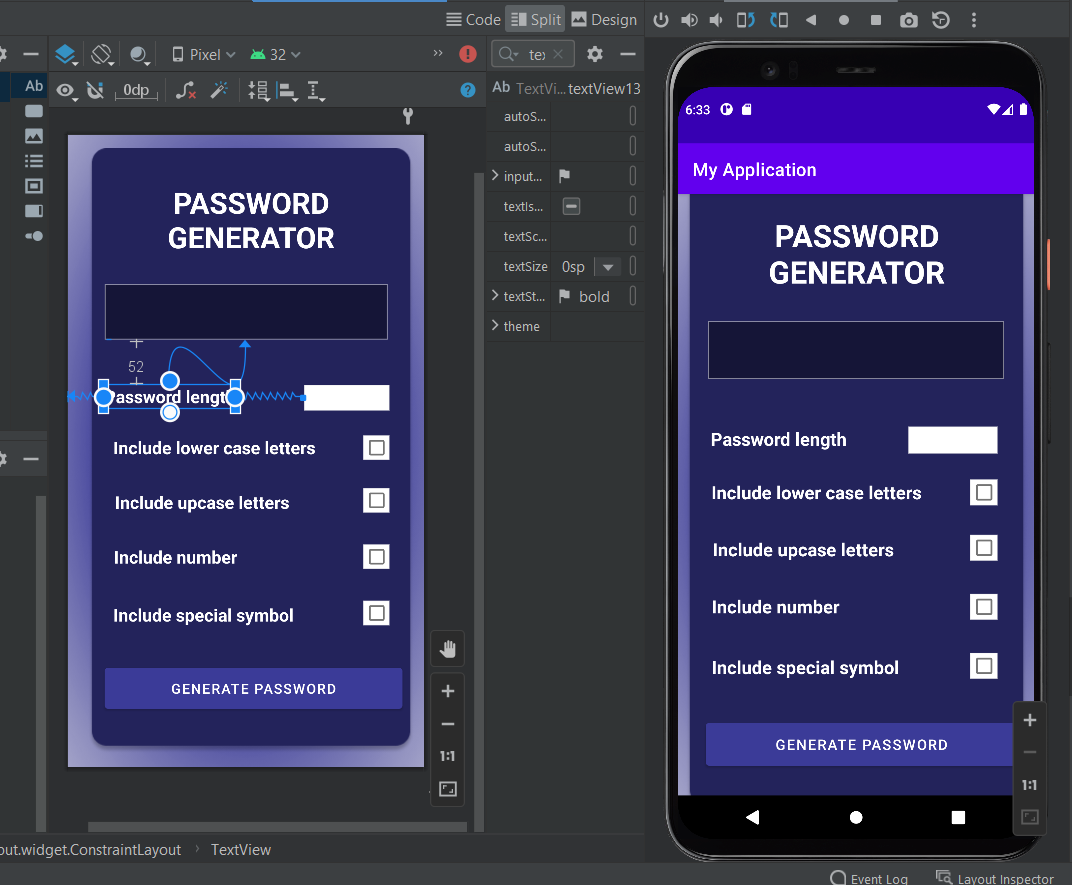 Code Split Design
Pixel 32
0dp
te
Ab TextVi... textView13
Ab
autoS...
autoS...
input...
textIs...
textSc...
textSize 0sp
textSt... bold
theme
PASSWORD
GENERATOR
52
Password length
Include lower case letters
Include upcase letters
Include number
Include special symbol
GENERATE PASSWORD
1:1
6:33
My Application
PASSWORD
GENERATOR
Password length
Include lower case letters
Include upcase letters
Include number
Include special symbol
GENERATE PASSWORD
1:1
out.widget.ConstraintLayout › TextView
Event Log Layout Inspector